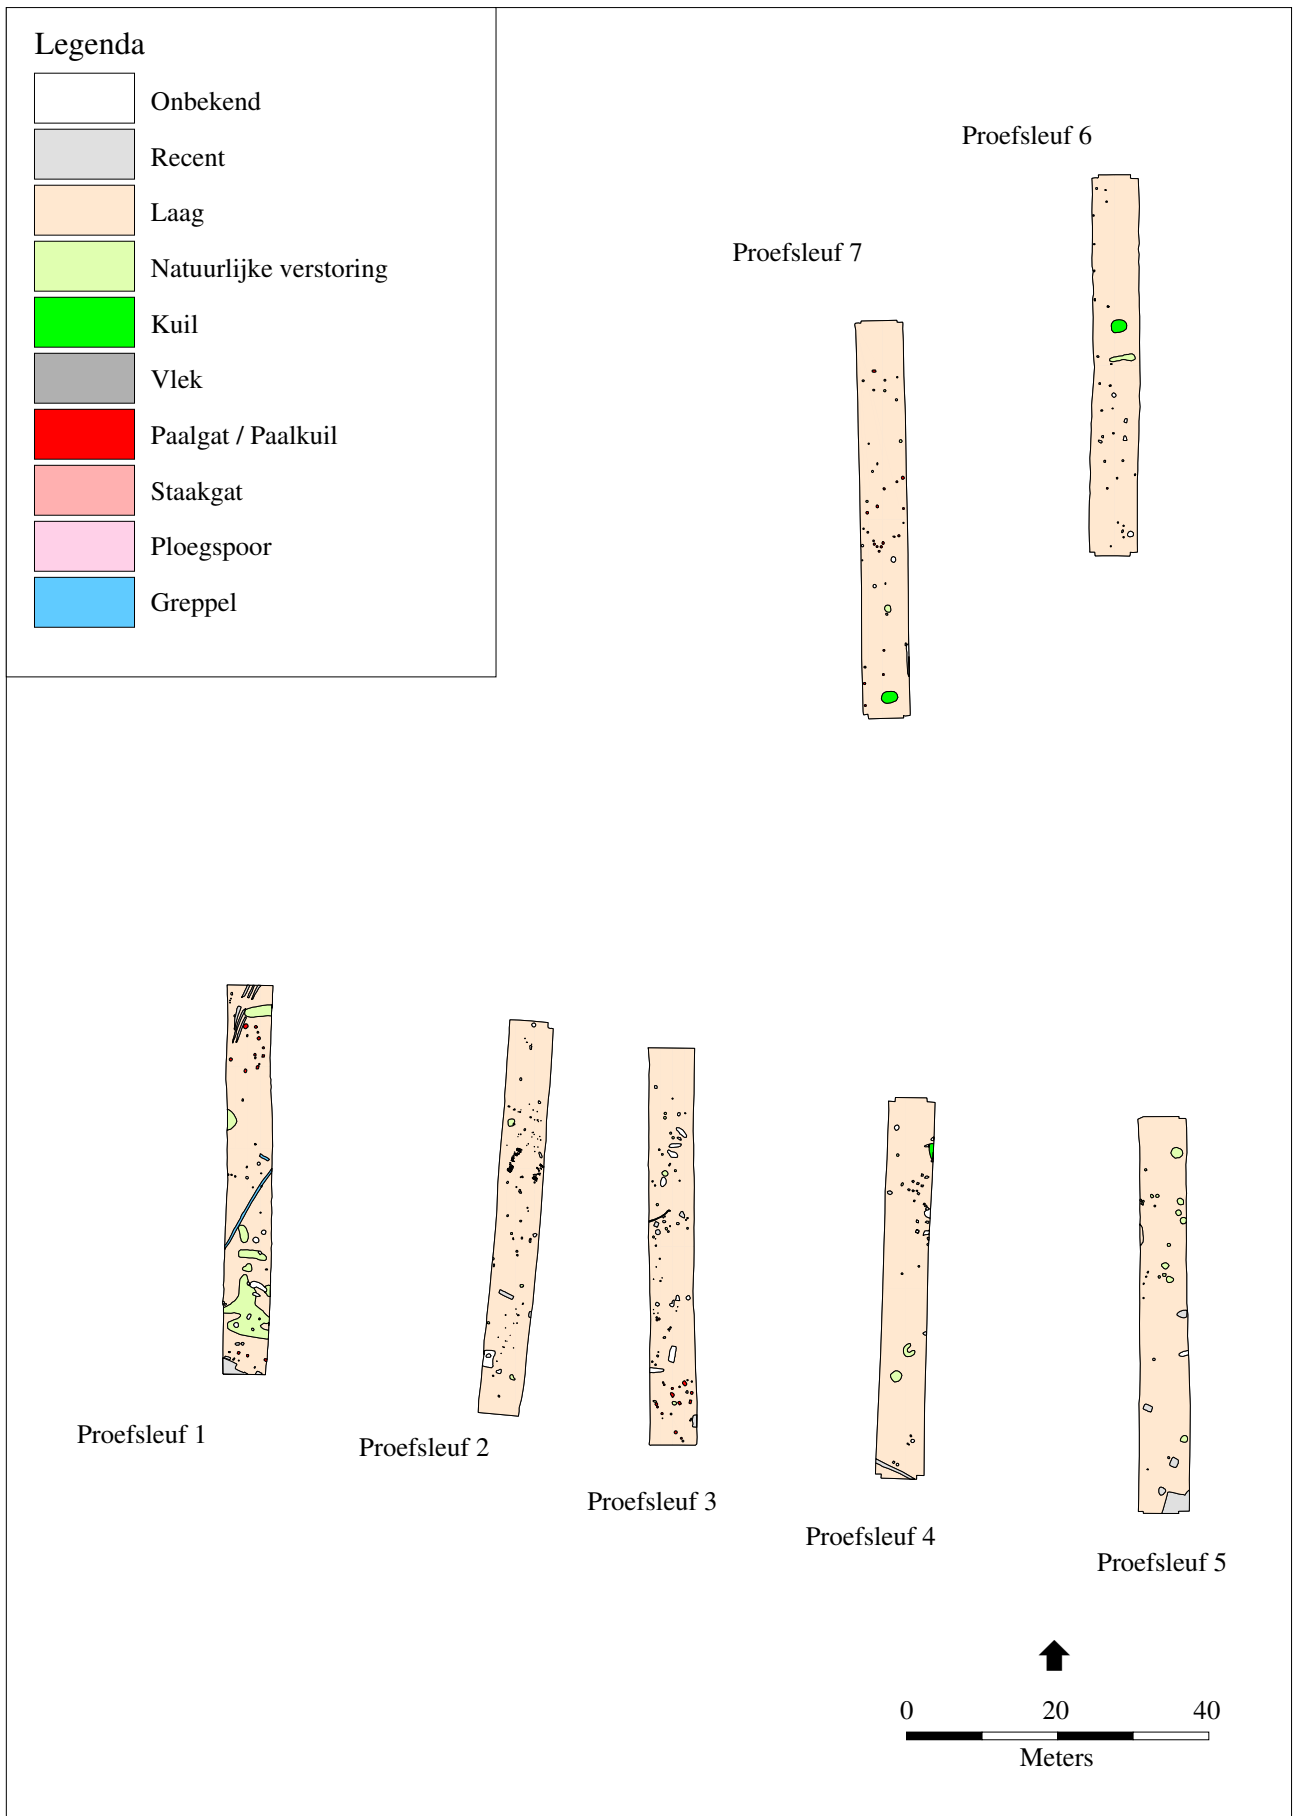 Legenda
Onbekend
Recent
Laag
Natuurlijke verstoring
Kuil
Vlek
Paalgat / Paalkuil
Staakgat
Ploegspoor
Greppel
Proefsleuf 6
Proefsleuf 7
Proefsleuf 1
Proefsleuf 2
Proefsleuf 3
Proefsleuf 4
Proefsleuf 5
0 20 40
Meters